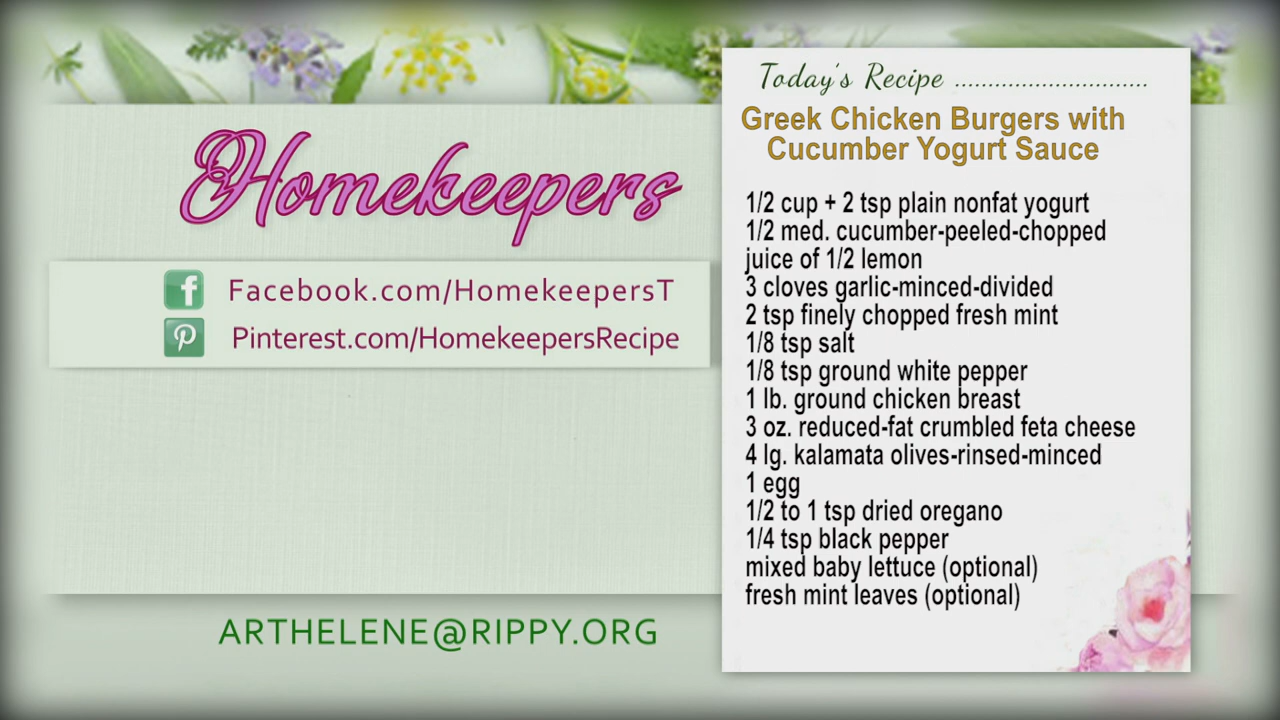 Homekeepers
Facebook.com/HomekeepersT
Pinterest.com/HomekeepersRecipe
ARTHELENE@RIPPY.ORG
Today's Recipe .............................
Greek Chicken Burgers with
Cucumber Yogurt Sauce
1/2 cup + 2 tsp plain nonfat yogurt
1/2 med. cucumber-peeled-chopped
juice of 1/2 lemon
3 cloves garlic-minced-divided
2 tsp finely chopped fresh mint
1/8 tsp salt
1/8 tsp ground white pepper
1 lb. ground chicken breast
3 oz. reduced-fat crumbled feta cheese
4 lg. kalamata olives-rinsed-minced
1 egg
1/2 to 1 tsp dried oregano
1/4 tsp black pepper
mixed baby lettuce (optional)
fresh mint leaves (optional)